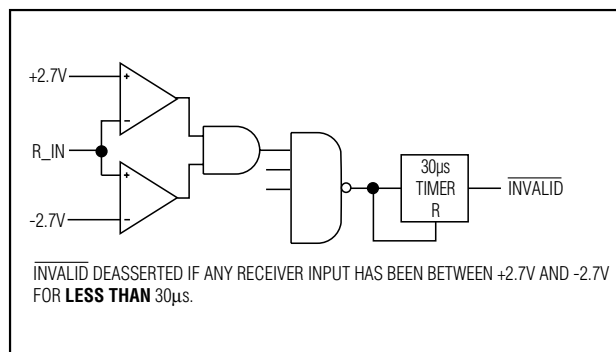 +2.7V
+
-
R_IN
+
-
-2.7V
30µs
TIMER
R
INVALID
INVALID DEASSERTED IF ANY RECEIVER INPUT HAS BEEN BETWEEN +2.7V AND -2.7V
FOR LESS THAN 30µs.